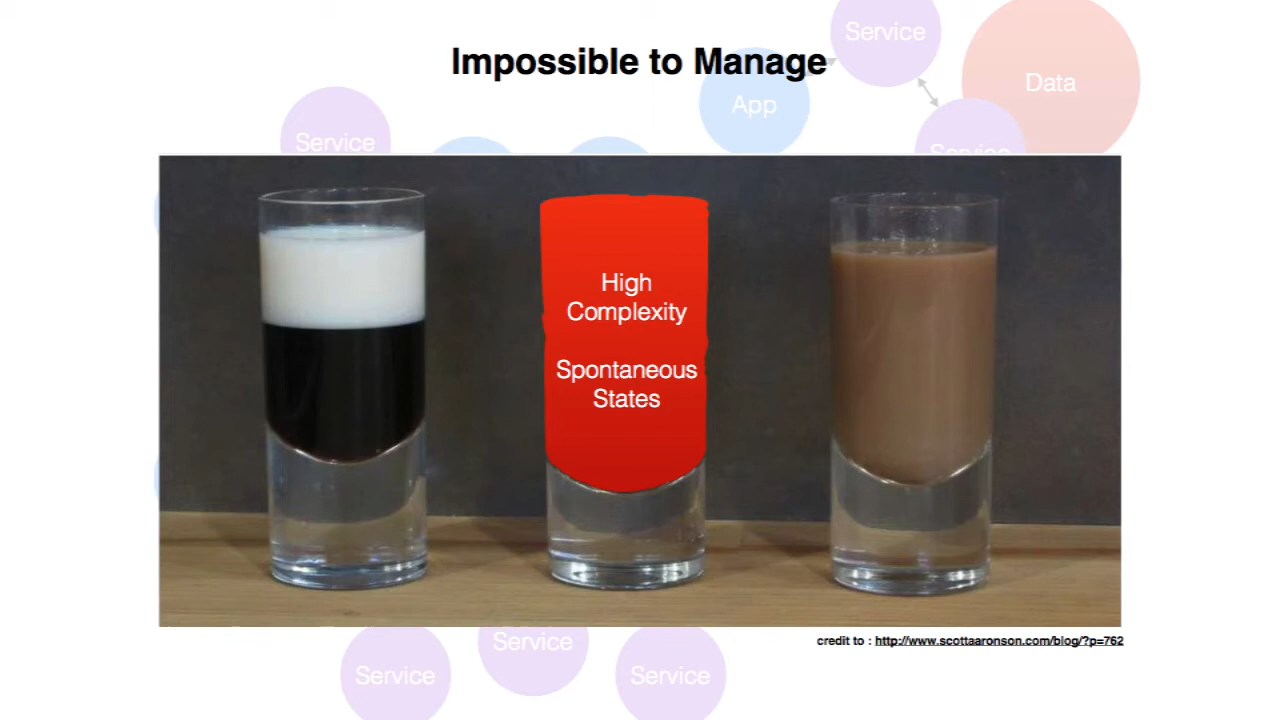 Service
Impossible to Manage
Data
App
Service
Service
High
Complexity
Spontaneous
States
credit to : http://www.scottaaronson.com/blog/?p=762
Service
Service
Service